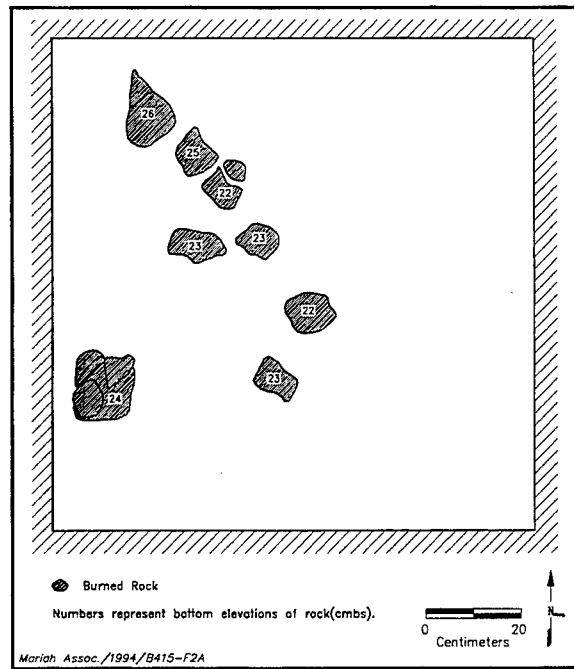 26
25
22
23
23
22
23
24
Burned Rock
Numbers represent bottom elevations of rock(cmbs).
N
0 20
Centimeters
Mariah Assoc./1994/B415-F2A